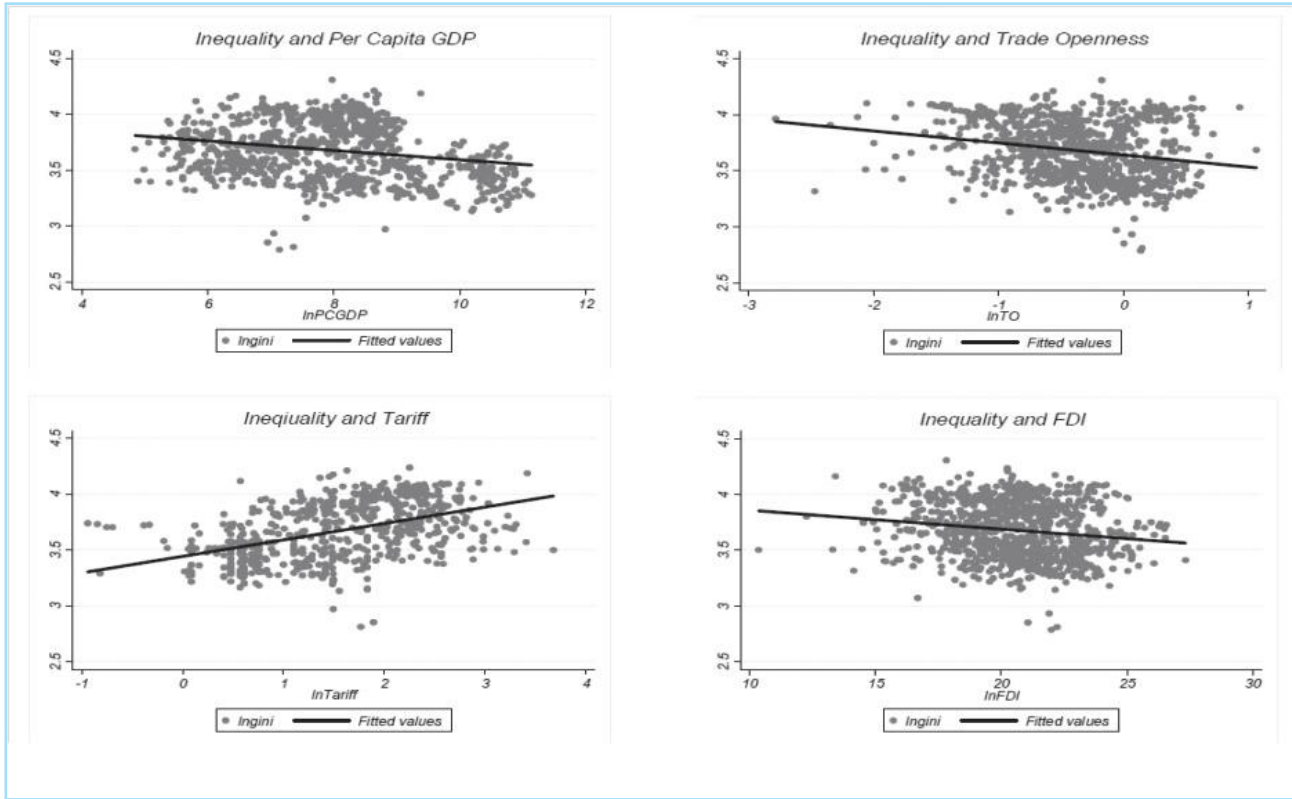 Inequality and Per Capita GDP
4.5
4
3.5
3
2.5
4 6 8 10 12
lnPCGDP
lngini Fitted values
Inequality and Trade Openness
4.5
4
3.5
3
2.5
-3 -2 -1 0 1
lnTO
lngini Fitted values
Ineqiuality and Tariff
4.5
4
3.5
3
2.5
-1 0 1 2 3 4
lnTariff
lngini Fitted values
Inequality and FDI
4.5
4
3.5
3
2.5
10 15 20 25 30
lnFDI
lngini Fitted values